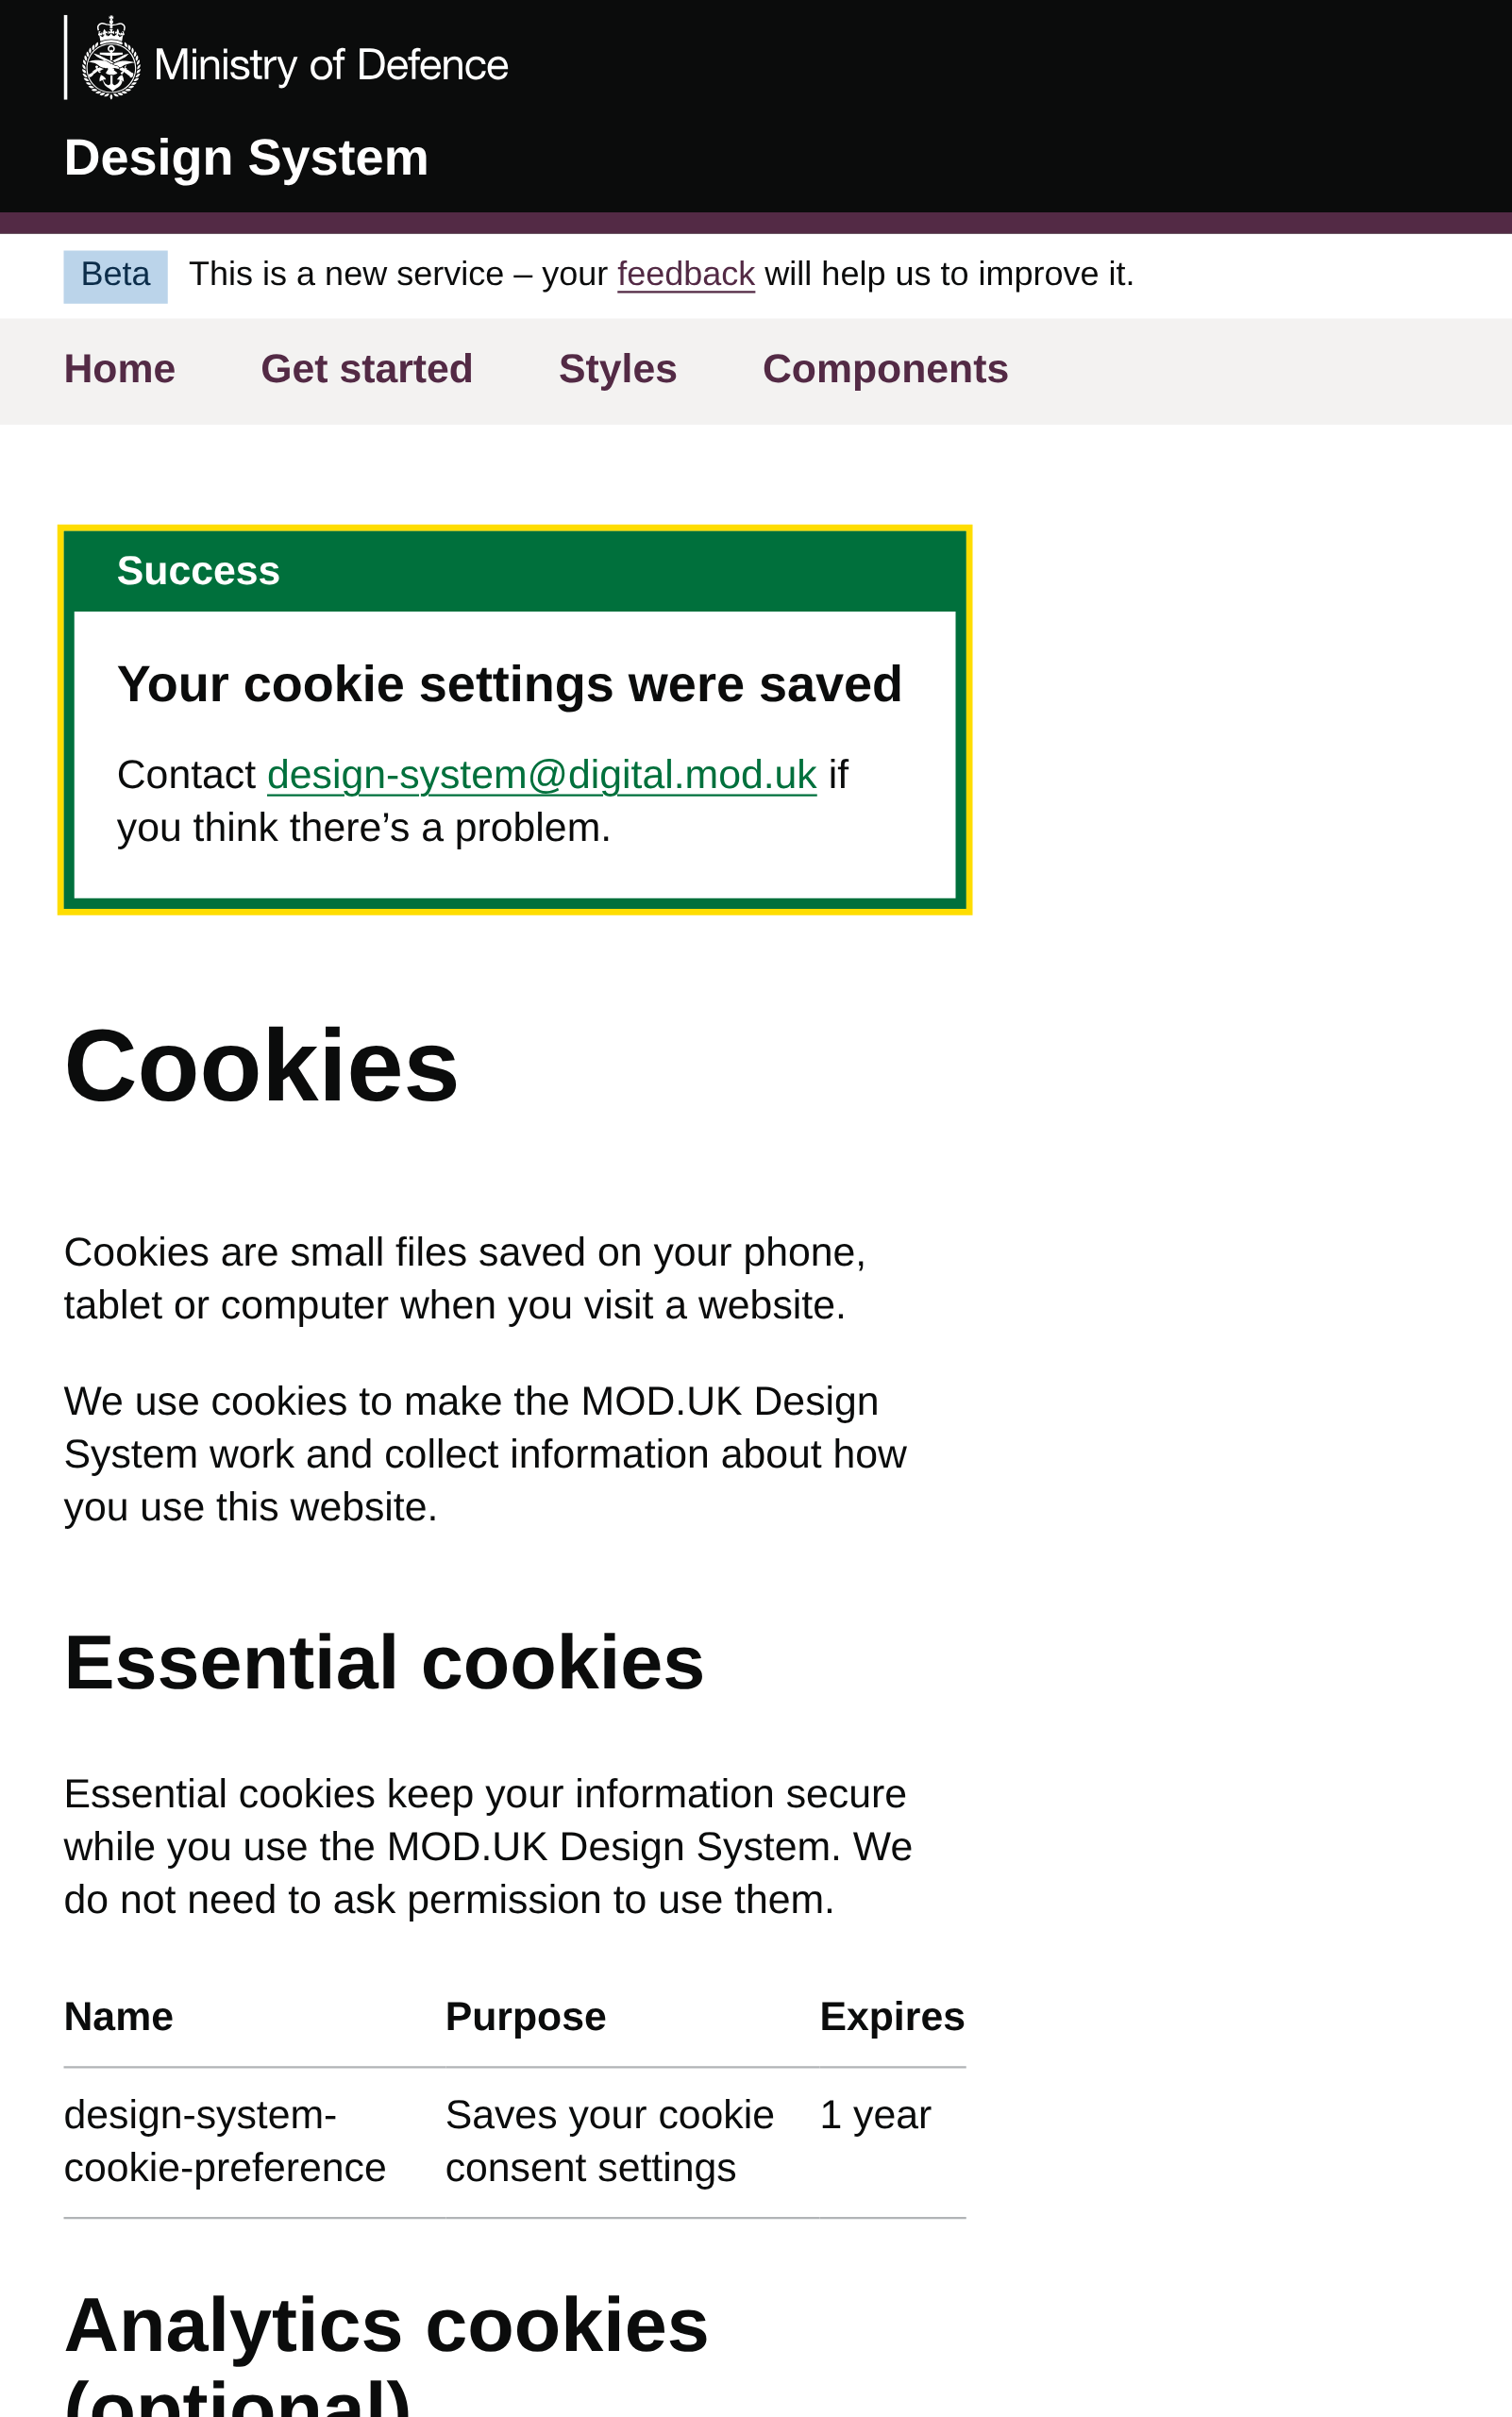 Ministry of Defence
Design System
Beta This is a new service – your feedback will help us to improve it.
Home Get started Styles Components
Success
Your cookie settings were saved
Contact design-system@digital.mod.uk if
you think there’s a problem.
Cookies
Cookies are small files saved on your phone,
tablet or computer when you visit a website.
We use cookies to make the MOD.UK Design
System work and collect information about how
you use this website.
Essential cookies
Essential cookies keep your information secure
while you use the MOD.UK Design System. We
do not need to ask permission to use them.
Name Purpose Expires
design-system- Saves your cookie 1 year
cookie-preference consent settings
Analytics cookies
(optional)